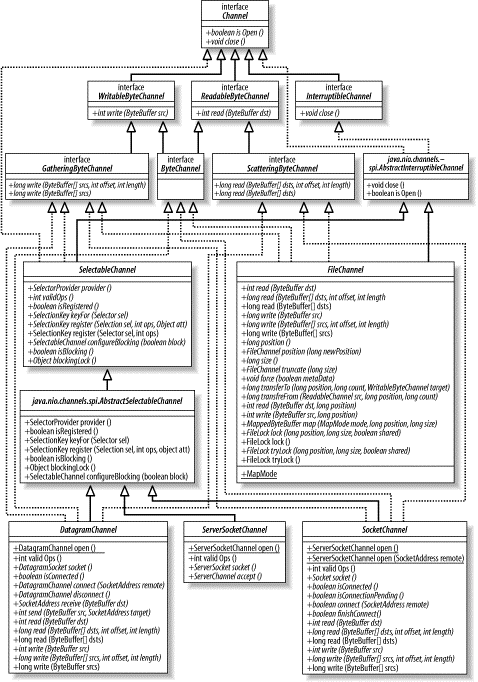 interface
Channel
+boolean is Open ()
+void close ()
interface
WritableByteChannel
+int write (ByteBuffer src)
interface
ReadableByteChannel
+int read (ByteBuffer dst)
interface
InterruptibleChannel
+void close ()
interface
GatheringByteChannel
+long write (ByteBuffer[] srcs, int offset, int length)
+long write (ByteBuffer[] srcs)
interface
ByteChannel
interface
ScatteringByteChannel
+long read (ByteBuffer[] dsts, int offset, int length)
+long read (ByteBuffer[] dsts)
java.nio.channels.–
spi.AbstractInterruptibleChannel
+void close ()
+boolean is Open ()
SelectableChannel
+SelectorProvider provider ()
+int validOps ()
+boolean isRegistered ()
+SelectionKey keyFor (Selector sel)
+SelectionKey register (Selection sel, int ops, Object att)
+SelectionKey register (Selector sel, int ops)
+SelectableChannel configureBlocking (boolean block)
+boolean isBlocking ()
+Object blockingLock ()
FileChannel
+int read (ByteBuffer dst)
+long read (ByteBuffer[] dsts, int offset, int length
+long read (ByteBuffer[] dsts)
+long write (ByteBuffer src)
+long write (ByteBuffer[] srcs, int offset, int length)
+long write (ByteBuffer[] srcs)
+long position ()
+FileChannel position (long newPosition)
+long size ()
+FileChannel truncate (long size)
+void force (boolean metaData)
+long transferTo (long position, long count, WritableByteChannel target)
+long transfreFrom (ReadableChannel src, long position, long count)
+int read (ByteBuffer dst, long position)
+int write (ByteBuffer src, long position)
+MappedByteBuffer map (MapMode mode, long position, long size)
+FileLock lock (long position, long size, boolean shared)
+FileLock lock ()
+FileLock tryLock (long position, long size, boolean shared)
+FileLock tryLock ()
+MapMode
java.nio.channels.spi.AbstractSelectableChannel
+SelectorProvider provider ()
+boolean isRegistered ()
+SelectionKey keyFor (Selector sel)
+SelectionKey register (Selection sel, int ops, object att)
+boolean isBlocking ()
+Object blockingLock ()
+SelectableChannel configureBlocking (boolean block)
DatagramChannel
+DatagramChannel open ()
+int valid Ops ()
+DatagramSocket socket ()
+boolean isConnected ()
+DatagramChannel connect (SocketAddress remote)
+DatagramChannel disconnect ()
+SocketAddress receive (ByteBuffer dst)
+int send (ByteBuffer src, SocketAddress target)
+int read (ByteBuffer dst)
+long read (ByteBuffer[] dsts, int offset, int length)
+long read (ByteBuffer[] dsts)
+int write (ByteBuffer src)
+long write (ByteBuffer[] srcs, int offset, int length)
+long write (ByteBuffer srcs)
ServerSocketChannel
+ServerSocketChannel open ()
+int valid Ops ()
+ServerSocket socket ()
+ServerChannel accept ()
SocketChannel
+ServerSocketChannel open ()
+ServerSocketChannel open (SocketAddress remote)
+int valid Ops ()
+Socket socket ()
+boolean isConnected ()
+boolean isConnectionPending ()
+boolean connect (SocketAddress remote)
+boolean finishConnect()
+int read (ByteBuffer dst)
+long read (ByteBuffer[] dsts, int offset, int length)
+long read (ByteBuffer[] dsts)
+int write (ByteBuffer src)
+long write (ByteBuffer[] srcs, int offset, int length)
+long write (ByteBuffer[] srcs)